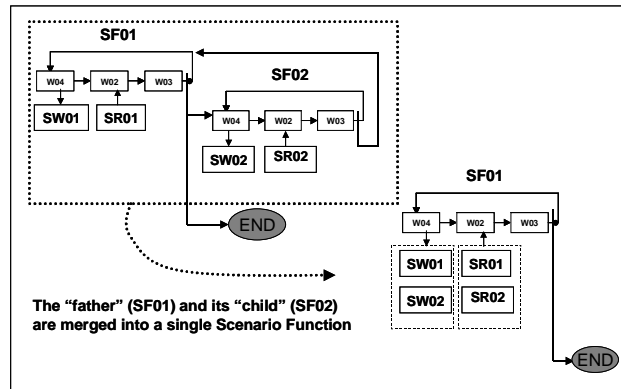 SF01
W04 W02 W03
SW01 SR01
SF02
W04 W02 W03
SW02 SR02
END
The “father” (SF01) and its “child” (SF02)
are merged into a single Scenario Function
SF01
W04 W02 W03
SW01 SR01
SW02 SR02
END